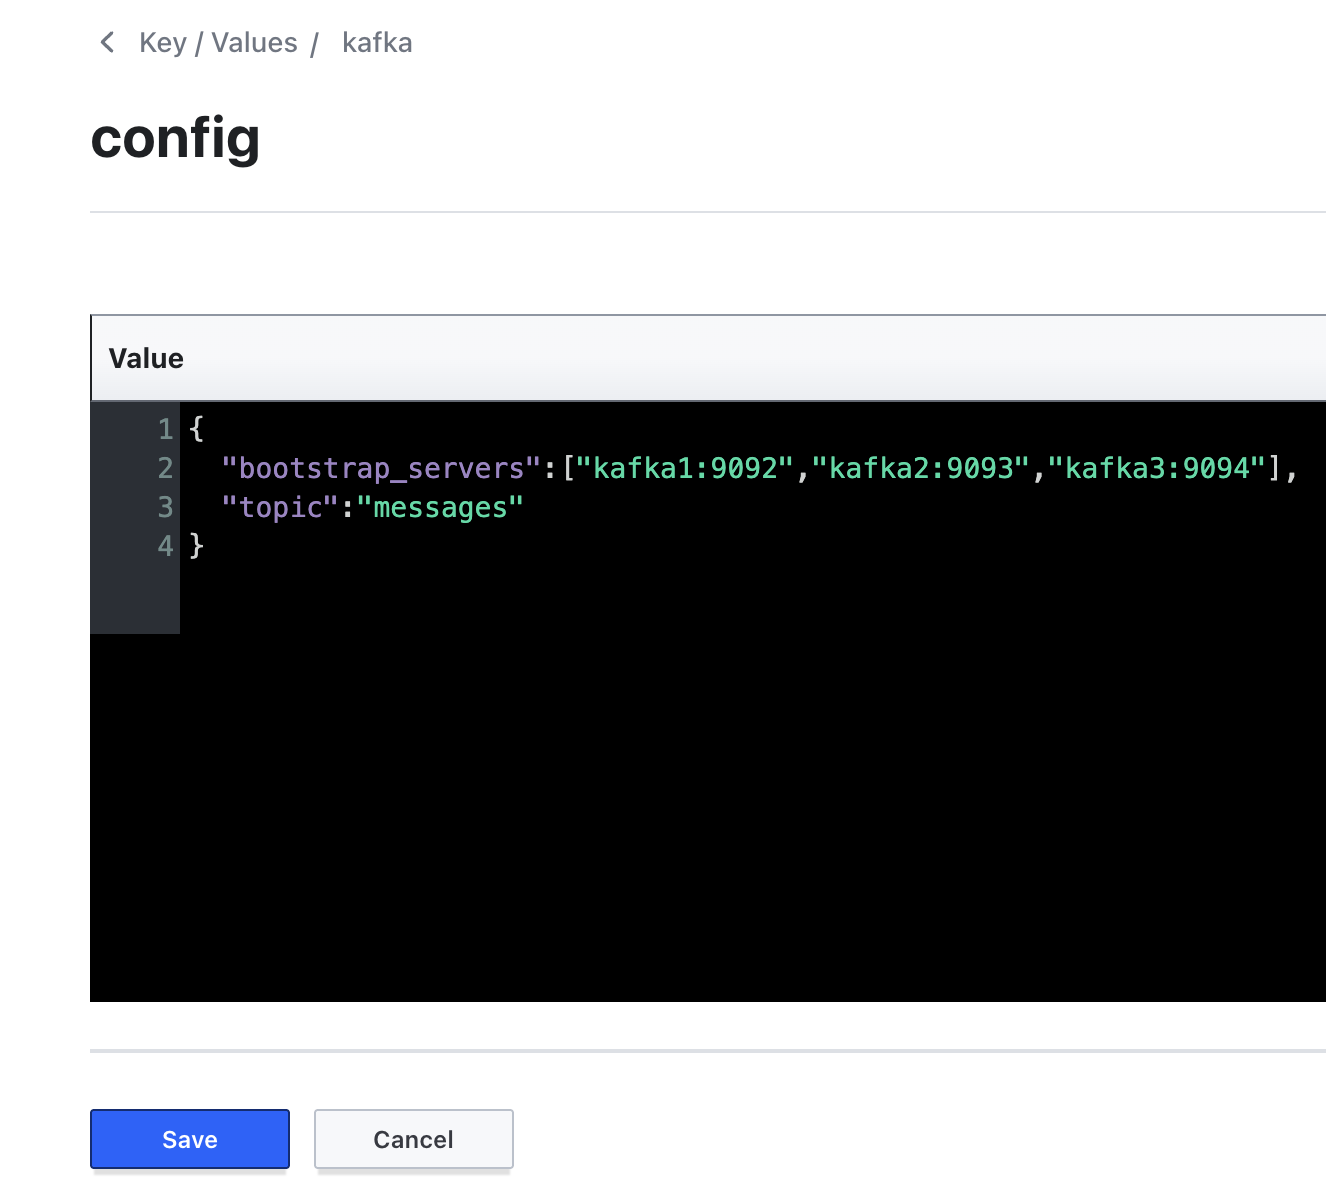 Key / Values / kafka
config
Value
1 {
2   "bootstrap_servers":["kafka1:9092","kafka2:9093","kafka3:9094"],
3   "topic":"messages"
4 }
Save Cancel